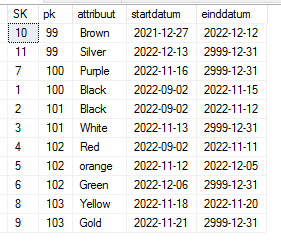 SK pk attribuut startdatum einddatum
10 99 Brown 2021-12-27 2022-12-12
11 99 Silver 2022-12-13 2999-12-31
7 100 Purple 2022-11-16 2999-12-31
1 100 Black 2022-09-02 2022-11-15
2 101 Black 2022-09-02 2022-11-12
3 101 White 2022-11-13 2999-12-31
4 102 Red 2022-09-02 2022-11-11
5 102 orange 2022-11-12 2022-12-05
6 102 Green 2022-12-06 2999-12-31
8 103 Yellow 2022-11-18 2022-11-20
9 103 Gold 2022-11-21 2999-12-31